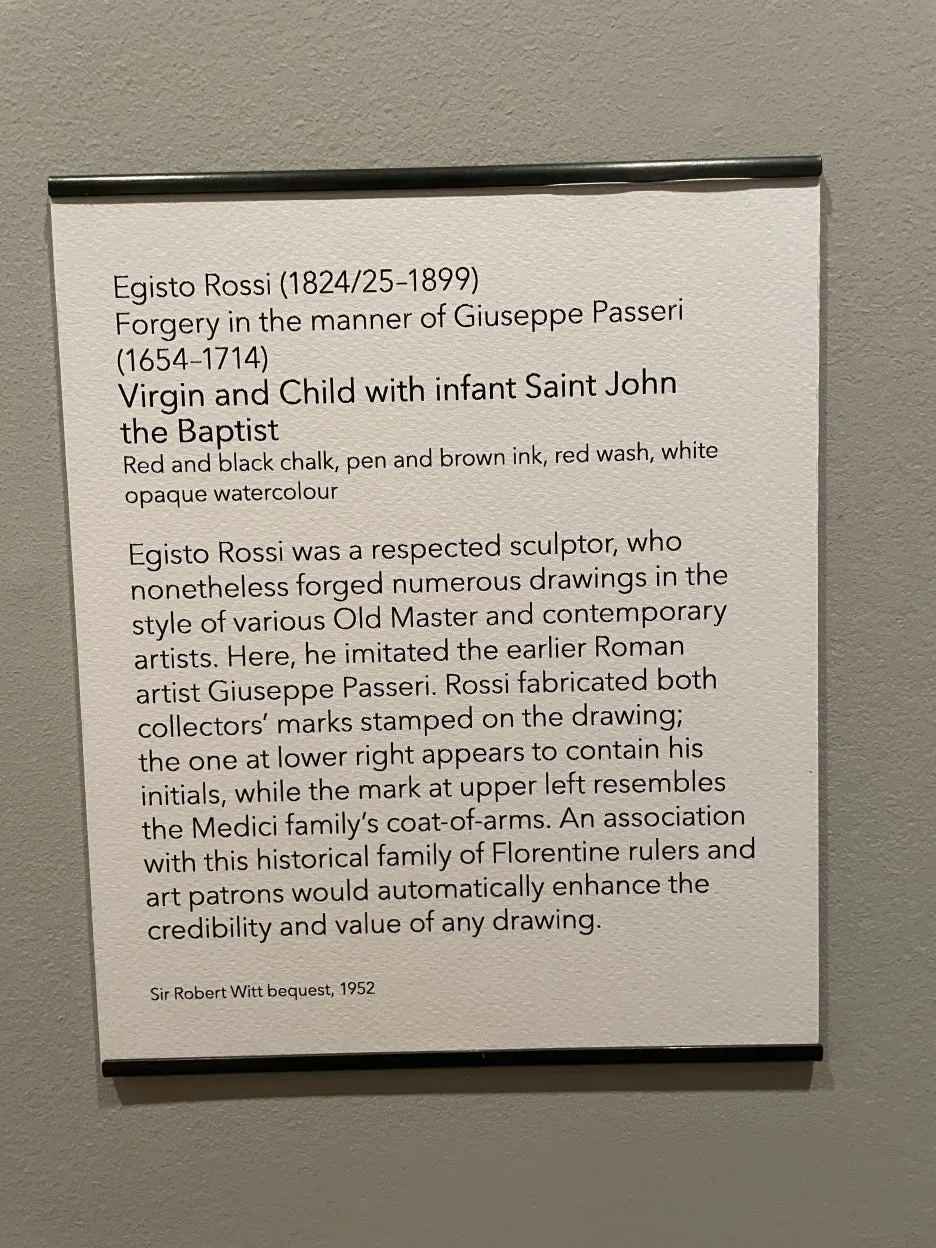 Egisto Rossi (1824/25–1899)
Forgery in the manner of Giuseppe Passeri
(1654–1714)
Virgin and Child with infant Saint John
the Baptist
Red and black chalk, pen and brown ink, red wash, white
opaque watercolour
Egisto Rossi was a respected sculptor, who
nonetheless forged numerous drawings in the
style of various Old Master and contemporary
artists. Here, he imitated the earlier Roman
artist Giuseppe Passeri. Rossi fabricated both
collectors’ marks stamped on the drawing;
the one at lower right appears to contain his
initials, while the mark at upper left resembles
the Medici family’s coat-of-arms. An association
with this historical family of Florentine rulers and
art patrons would automatically enhance the
credibility and value of any drawing.
Sir Robert Witt bequest, 1952